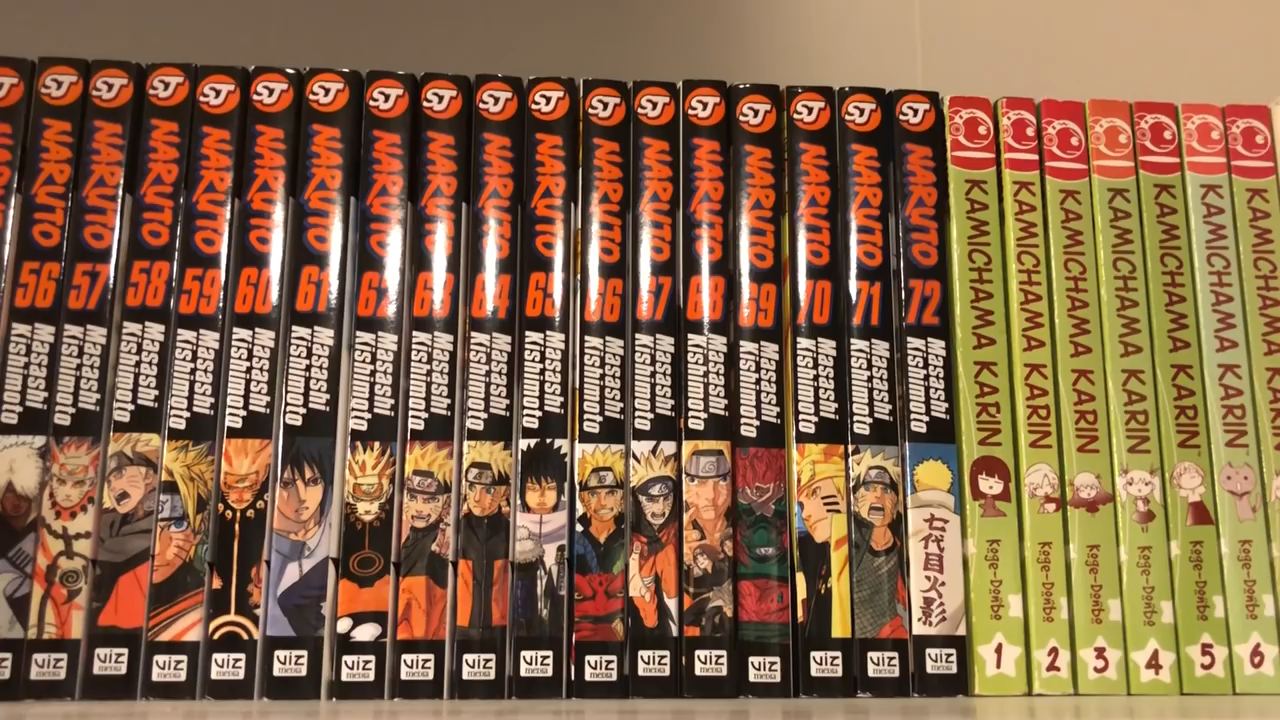 SJ
NARUTO
56
Masashi
Kishimoto
VIZ
media
SJ
NARUTO
57
Masashi
Kishimoto
VIZ
media
SJ
NARUTO
58
Masashi
Kishimoto
VIZ
media
SJ
NARUTO
59
Masashi
Kishimoto
VIZ
media
SJ
NARUTO
60
Masashi
Kishimoto
VIZ
media
SJ
NARUTO
61
Masashi
Kishimoto
VIZ
media
SJ
NARUTO
62
Masashi
Kishimoto
VIZ
media
SJ
NARUTO
63
Masashi
Kishimoto
VIZ
media
SJ
NARUTO
64
Masashi
Kishimoto
VIZ
media
SJ
NARUTO
65
Masashi
Kishimoto
VIZ
media
SJ
NARUTO
66
Masashi
Kishimoto
VIZ
media
SJ
NARUTO
67
Masashi
Kishimoto
VIZ
media
SJ
NARUTO
68
Masashi
Kishimoto
VIZ
media
SJ
NARUTO
69
Masashi
Kishimoto
VIZ
media
SJ
NARUTO
70
Masashi
Kishimoto
VIZ
media
SJ
NARUTO
71
Masashi
Kishimoto
VIZ
media
SJ
NARUTO
72
Masashi
Kishimoto
七代目火影
VIZ
media
KAMICHAMA KARIN
Koge-Donbo
1
KAMICHAMA KARIN
Koge-Donbo
2
KAMICHAMA KARIN
Koge-Donbo
3
KAMICHAMA KARIN
Koge-Donbo
4
KAMICHAMA KARIN
Koge-Donbo
5
KAMICHAMA KARIN
Koge-Donbo
6
KAMICHAMA